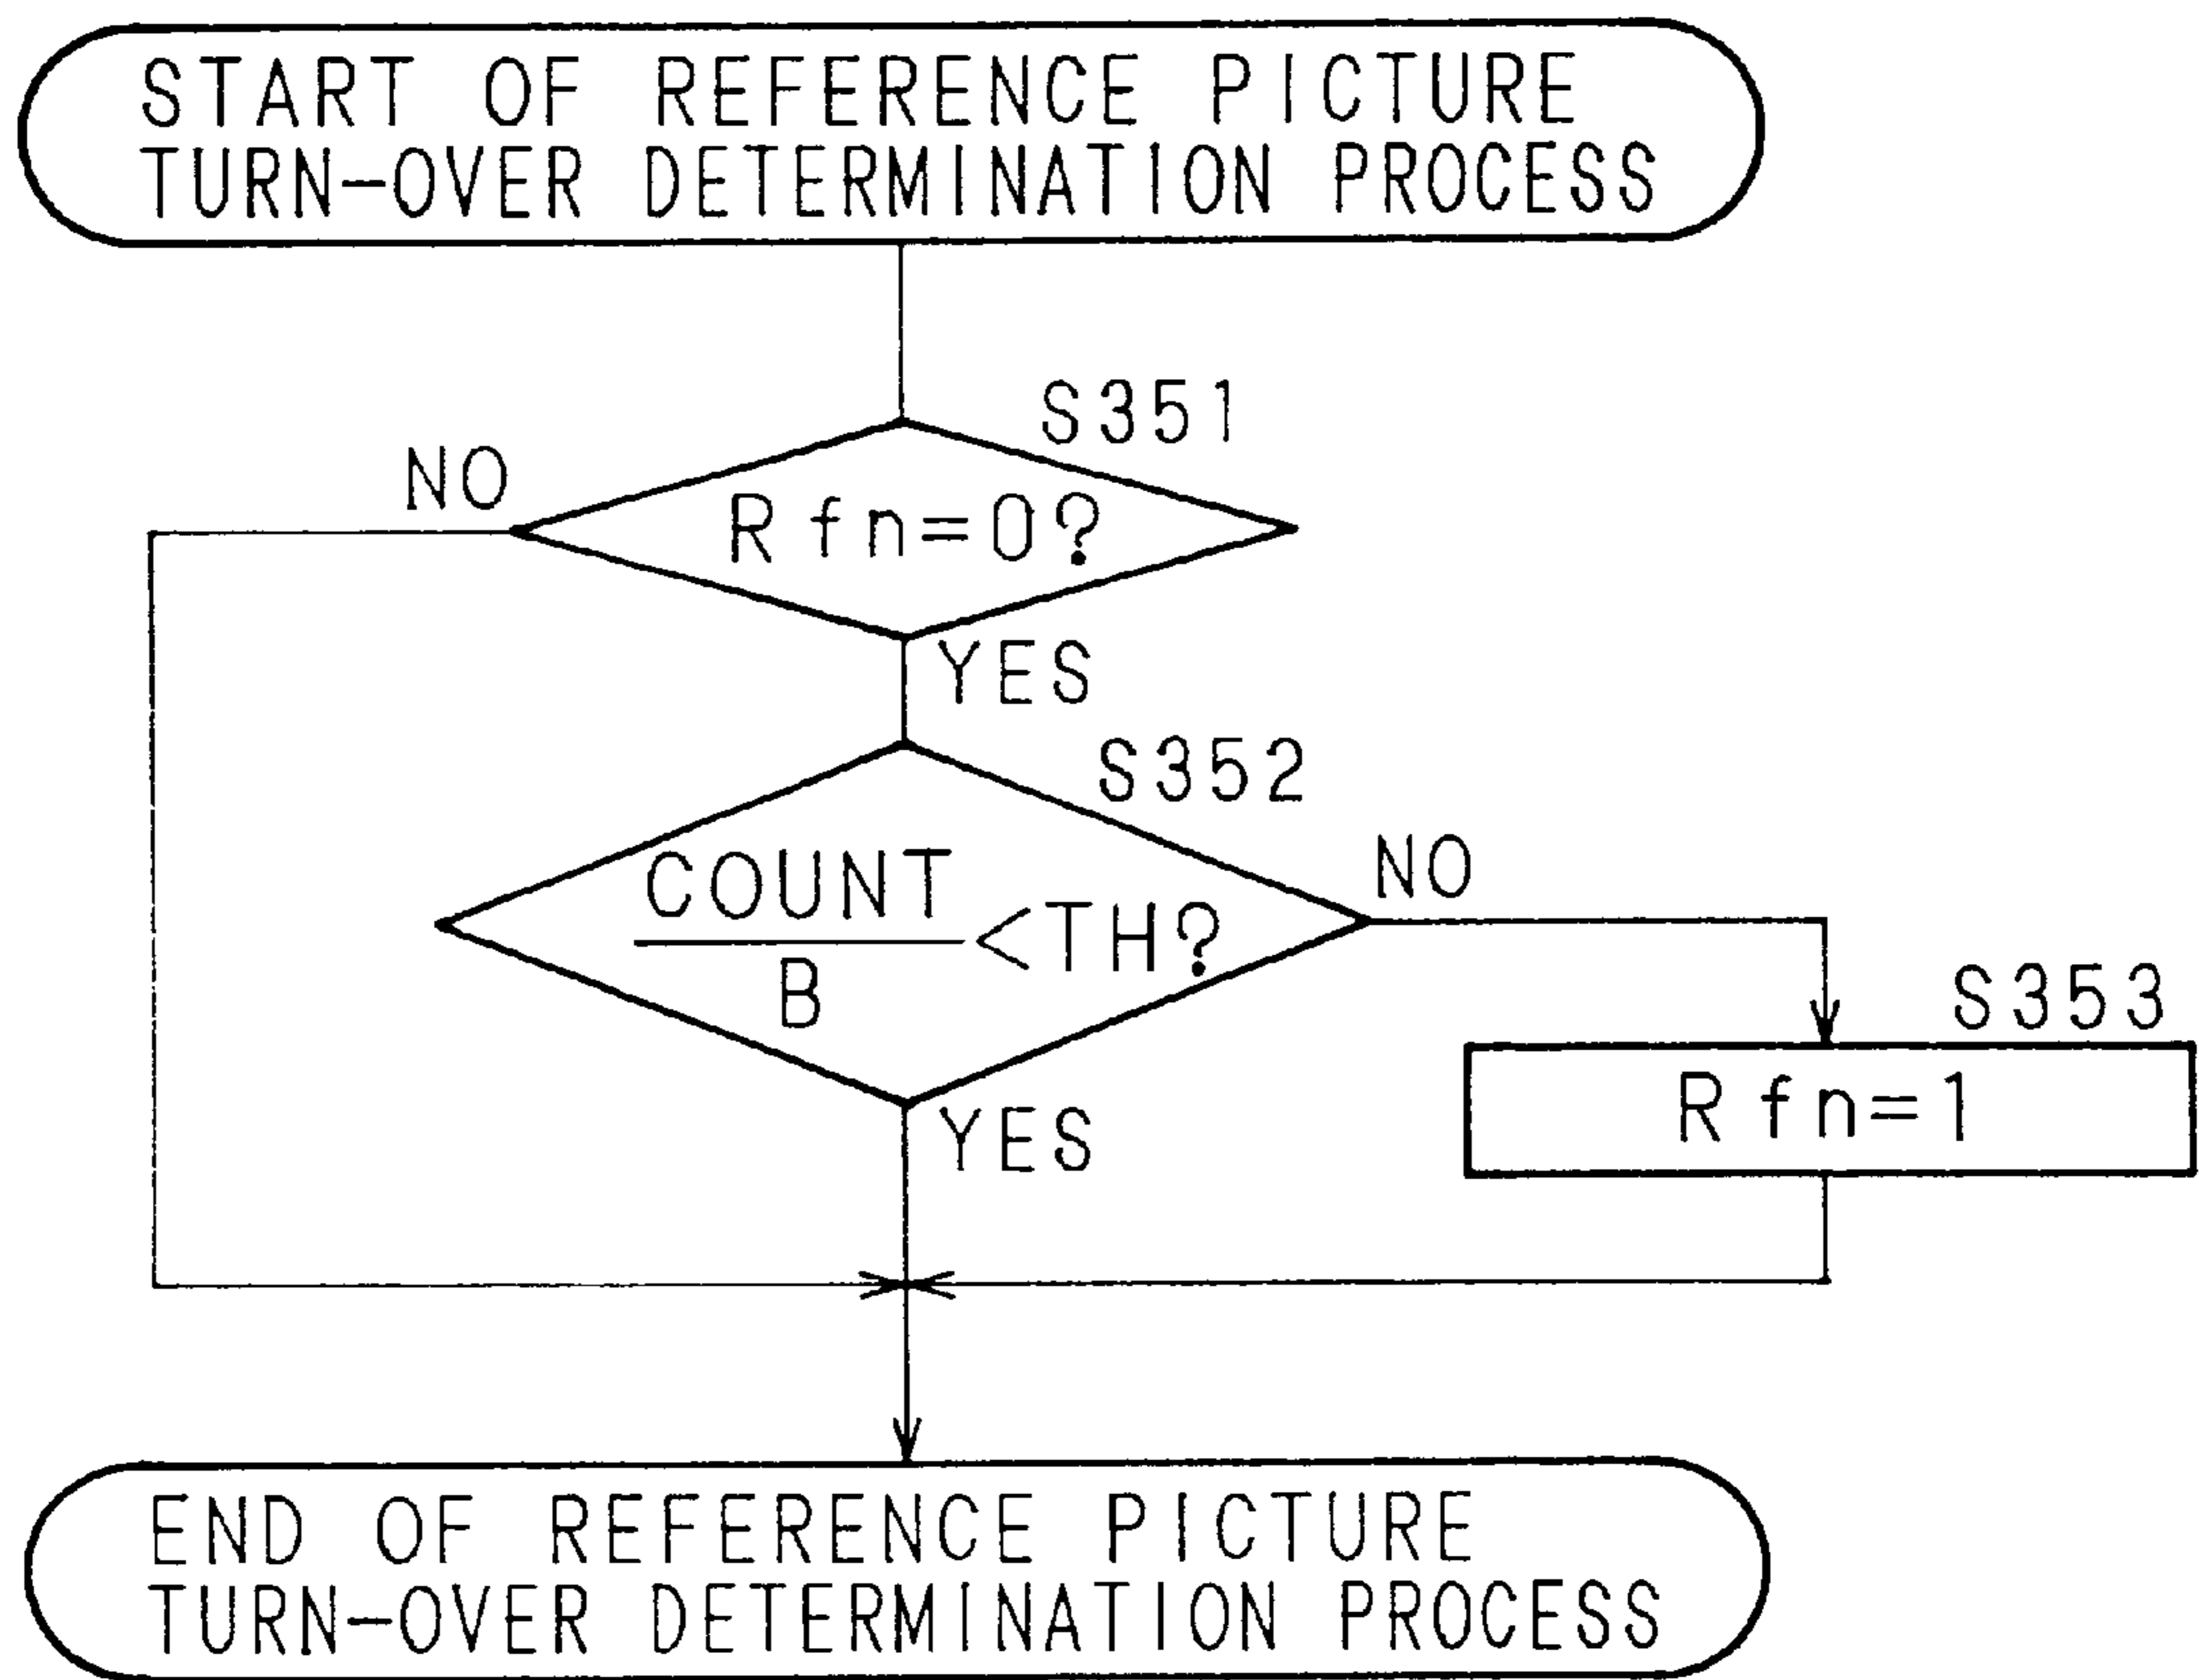 START OF REFERENCE PICTURE
TURN-OVER DETERMINATION PROCESS
S351
NO
Rfn=0?
YES
S352
COUNT
B
<TH?
NO
S353
Rfn=1
YES
END OF REFERENCE PICTURE
TURN-OVER DETERMINATION PROCESS